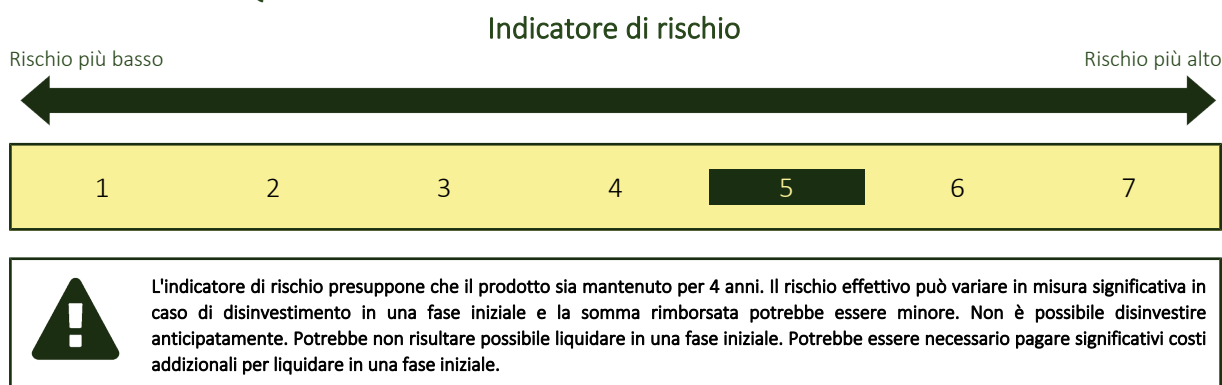 Indicatore di rischio
Rischio più basso
Rischio più alto
1 2 3 4 5 6 7
L'indicatore di rischio presuppone che il prodotto sia mantenuto per 4 anni. Il rischio effettivo può variare in misura significativa in
caso di disinvestimento in una fase iniziale e la somma rimborsata potrebbe essere minore. Non è possibile disinvestire
anticipatamente. Potrebbe non risultare possibile liquidare in una fase iniziale. Potrebbe essere necessario pagare significativi costi
addizionali per liquidare in una fase iniziale.